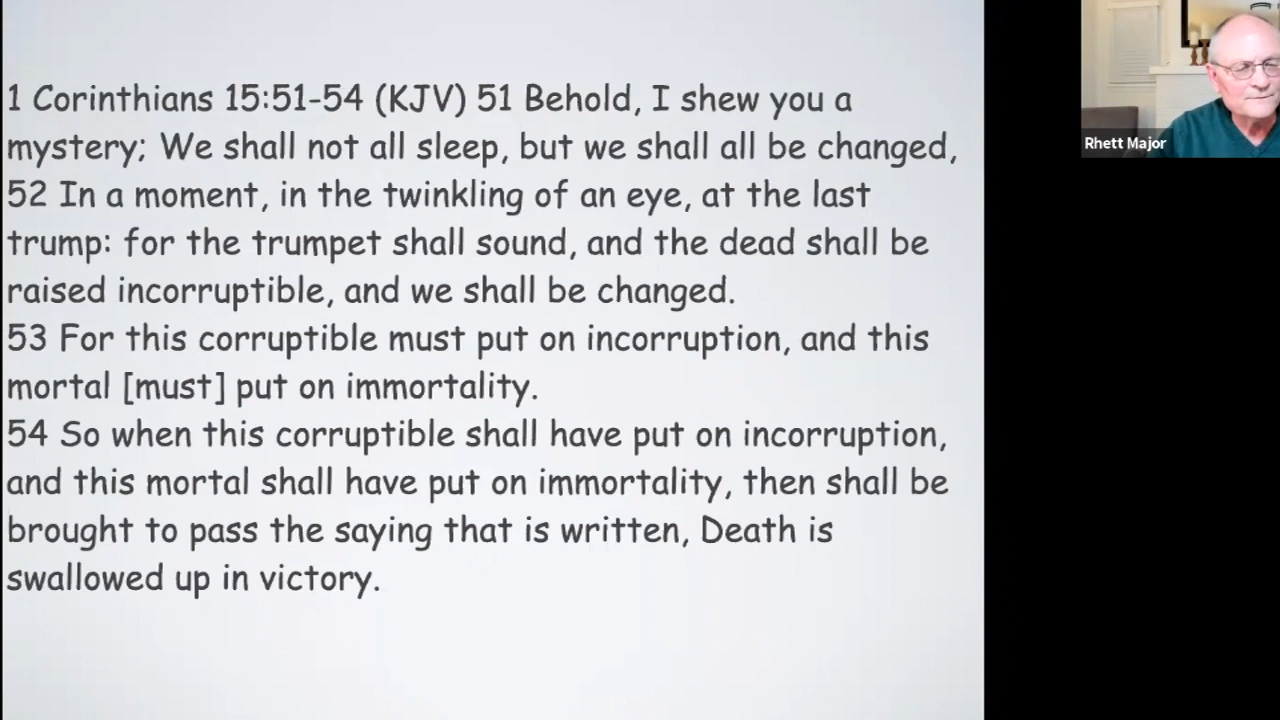 1 Corinthians 15:51-54 (KJV) 51 Behold, I shew you a
mystery; We shall not all sleep, but we shall all be changed,
52 In a moment, in the twinkling of an eye, at the last
trump: for the trumpet shall sound, and the dead shall be
raised incorruptible, and we shall be changed.
53 For this corruptible must put on incorruption, and this
mortal [must] put on immortality.
54 So when this corruptible shall have put on incorruption,
and this mortal shall have put on immortality, then shall be
brought to pass the saying that is written, Death is
swallowed up in victory.
Rhett Major